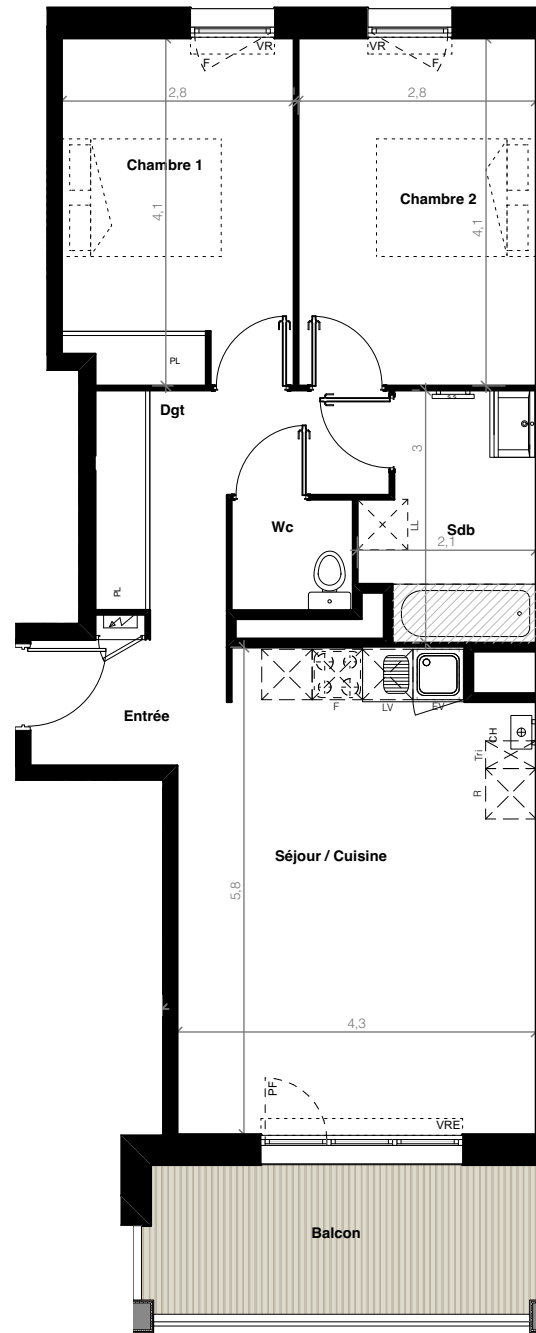 VR
F
VR
F
2,8
2,8
Chambre 1
Chambre 2
4,1
4,1
PL
Dgt
3
Wc
LL
Sdb
2,1
PL
Entrée
F
LV
EV
CH
Tri
R
Séjour / Cuisine
5,8
4,3
PF
VRE
Balcon